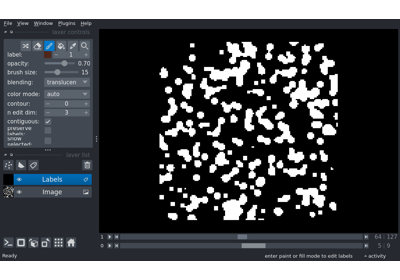 File View Window Plugins Help
layer controls
label: 1
opacity: 0.70
brush size: 15
blending: translucen
color mode: auto
contour: 0
n edit dim: 3
contiguous:
preserve labels:
show selected:
layer list
Labels
Image
1 64 127
0 5 9
Ready enter paint or fill mode to edit labels activity